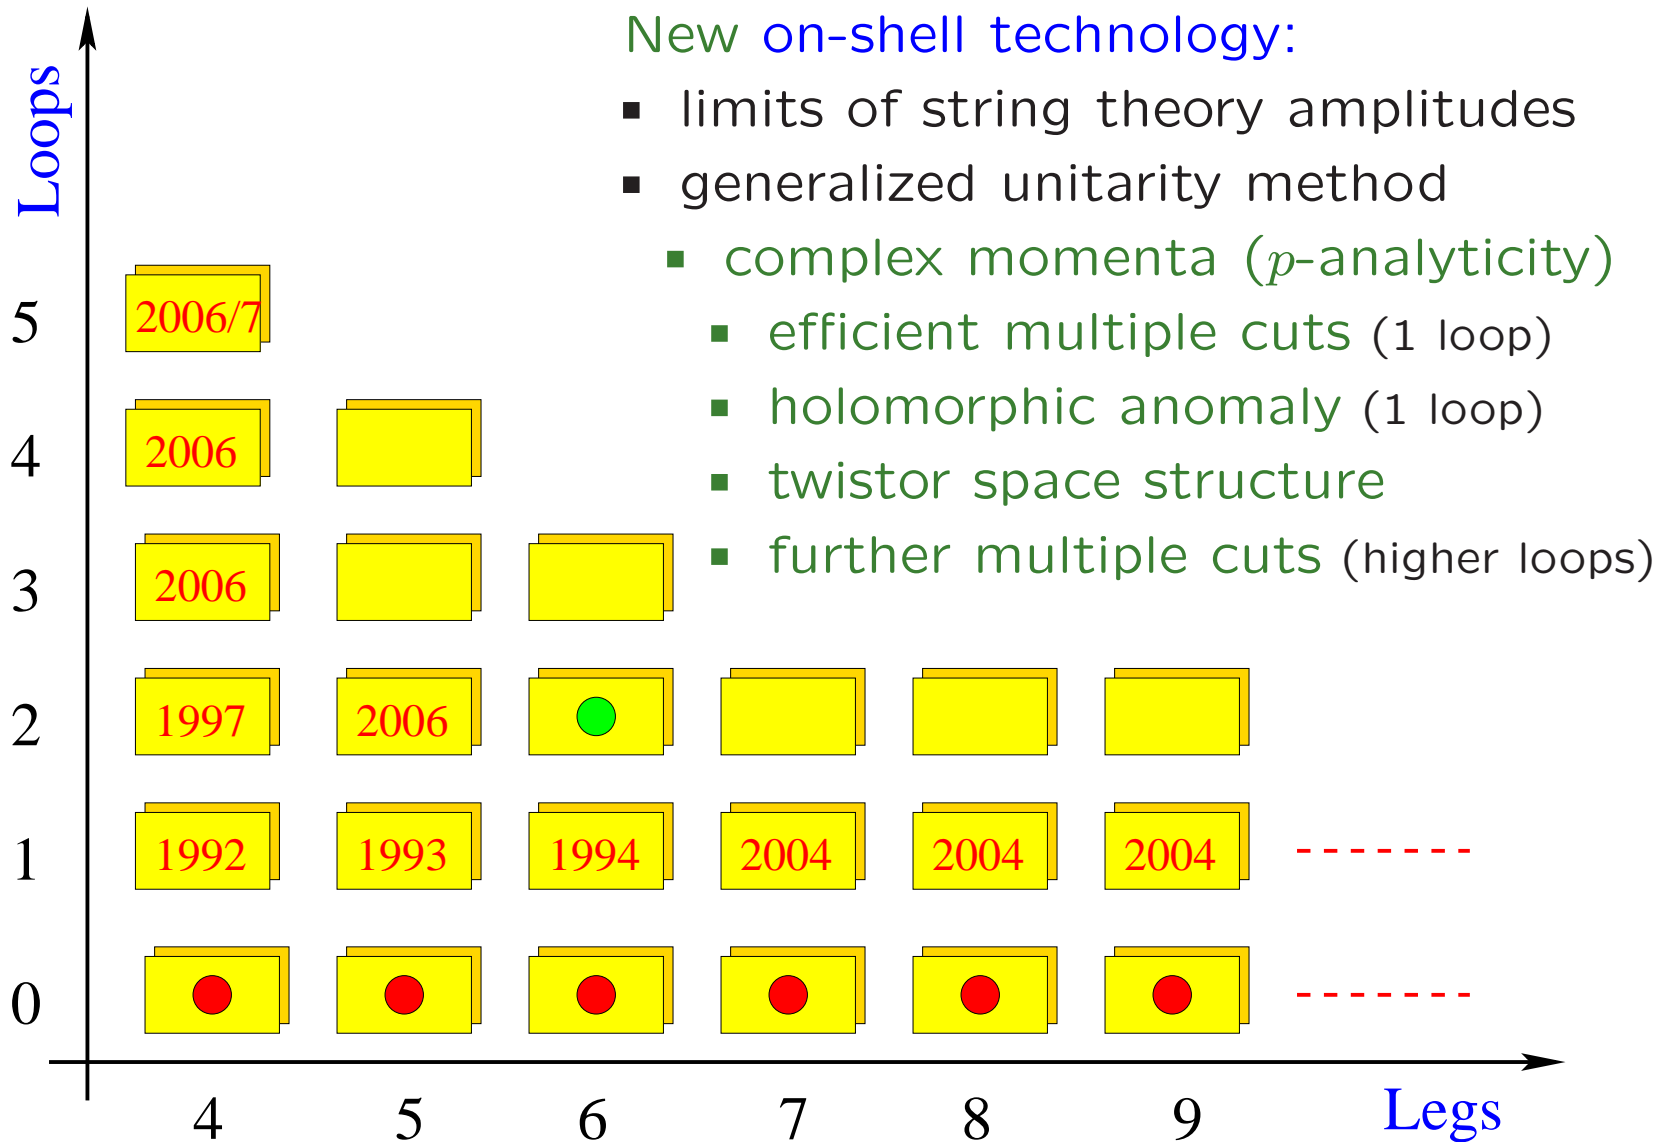 New on-shell technology:
▪ limits of string theory amplitudes
▪ generalized unitarity method
▪ complex momenta (p-analyticity)
▪ efficient multiple cuts (1 loop)
▪ holomorphic anomaly (1 loop)
▪ twistor space structure
▪ further multiple cuts (higher loops)
Loops
5 2006/7
4 2006
3 2006
2 1997 2006
1 1992 1993 1994 2004 2004 2004
0
4 5 6 7 8 9 Legs